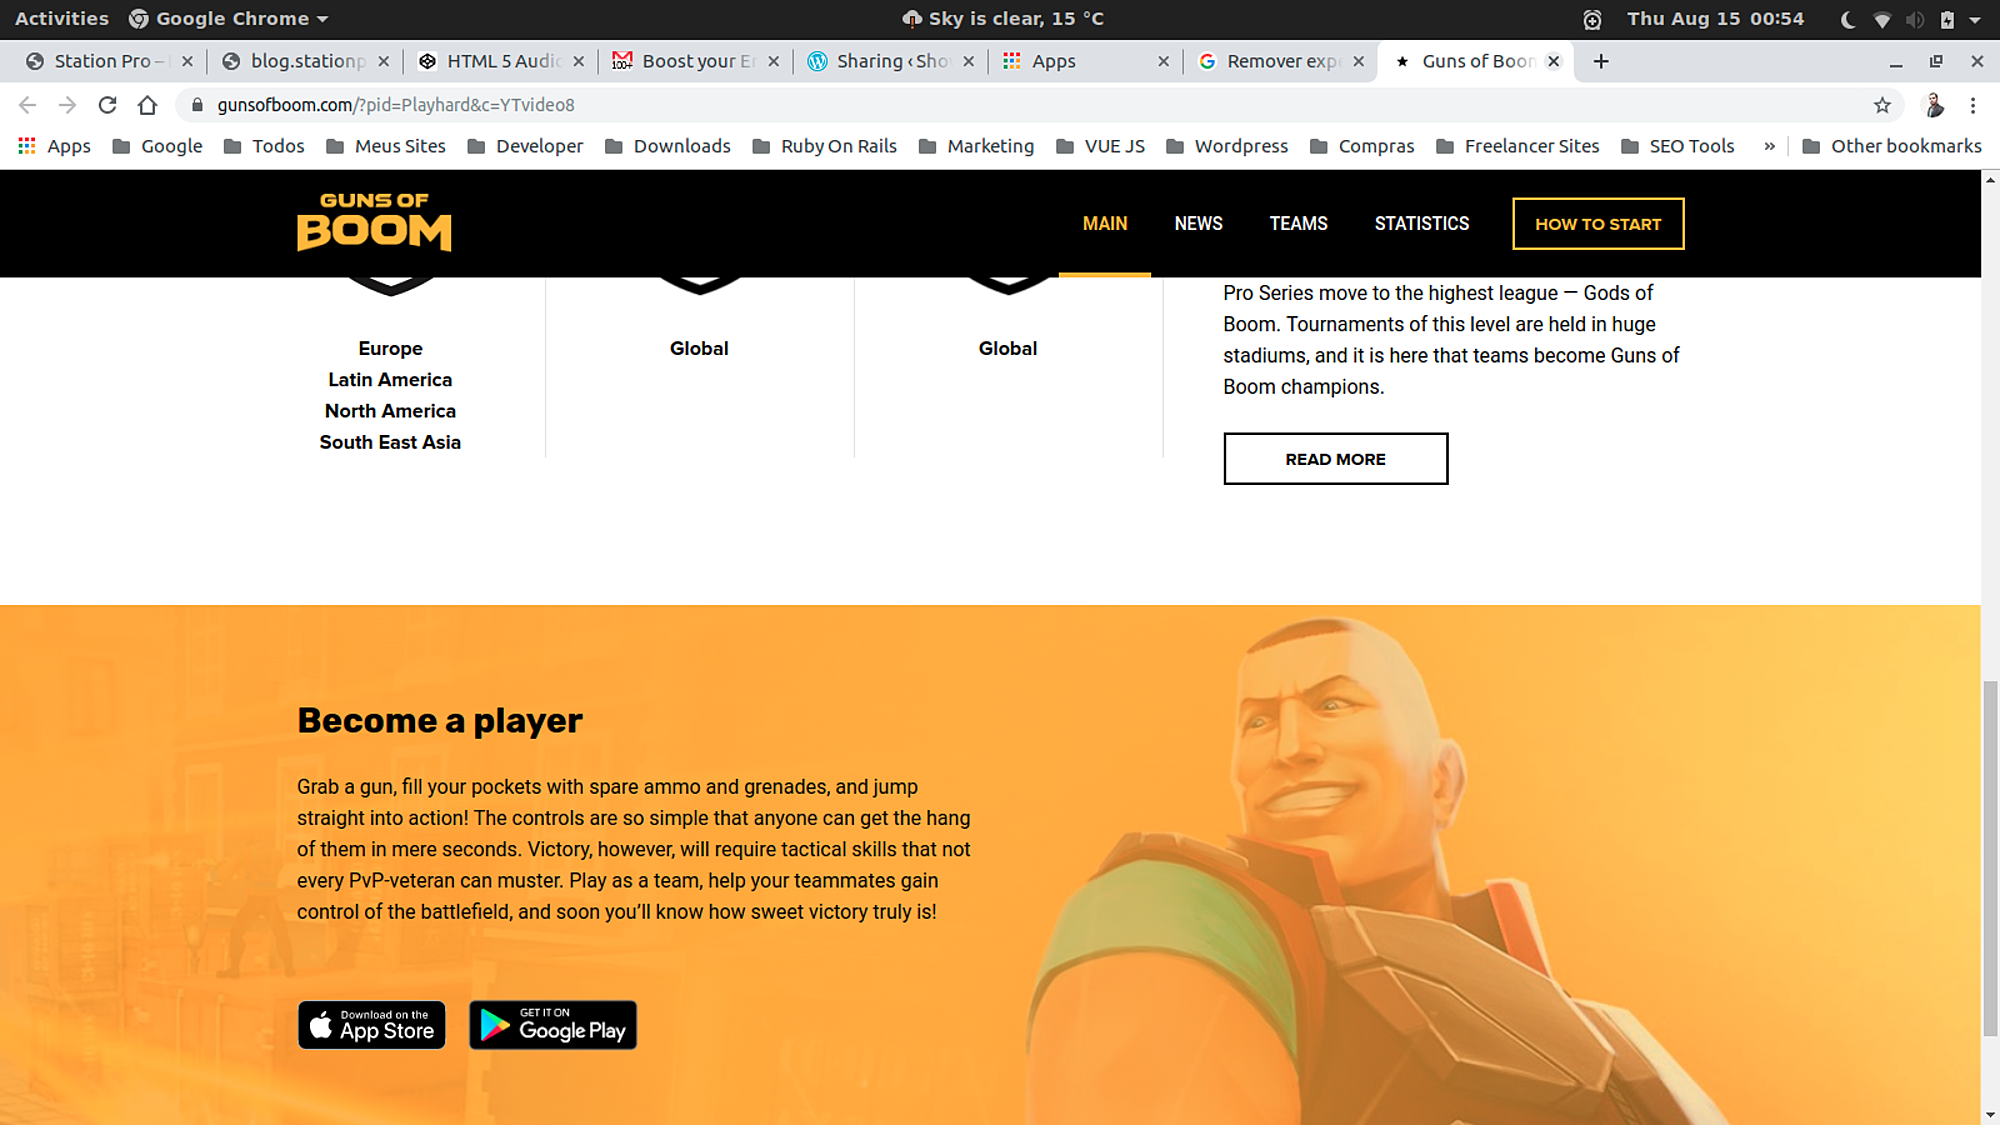 Activities Google Chrome Sky is clear, 15 °C Thu Aug 15 00:54
Station Pro – blog.stationp HTML 5 Audio Boost your E Sharing ‹ Sho Apps Remover exp Guns of Boon
gunsofboom.com/?pid=Playhard&c=YTvideo8
Apps Google Todos Meus Sites Developer Downloads Ruby On Rails Marketing VUE JS Wordpress Compras Freelancer Sites SEO Tools » Other bookmarks
GUNS OF
BOOM
MAIN NEWS TEAMS STATISTICS HOW TO START
Europe
Latin America
North America
South East Asia
Global
Global
Pro Series move to the highest league — Gods of
Boom. Tournaments of this level are held in huge
stadiums, and it is here that teams become Guns of
Boom champions.
READ MORE
Become a player
Grab a gun, fill your pockets with spare ammo and grenades, and jump
straight into action! The controls are so simple that anyone can get the hang
of them in mere seconds. Victory, however, will require tactical skills that not
every PvP-veteran can muster. Play as a team, help your teammates gain
control of the battlefield, and soon you’ll know how sweet victory truly is!
Download on the
App Store
GET IT ON
Google Play